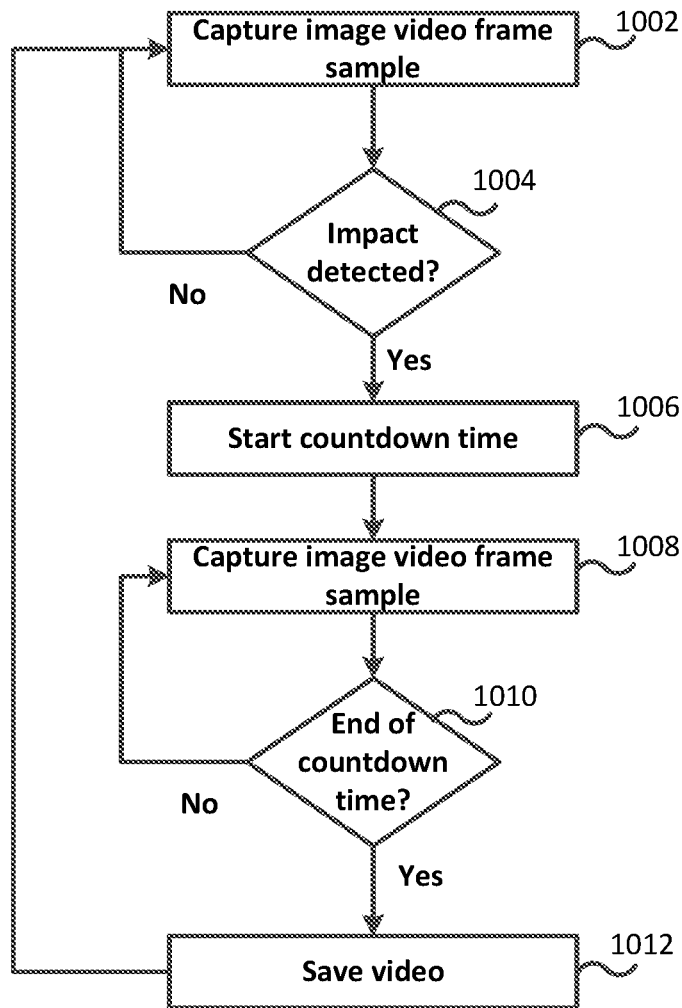 Capture image video frame
sample
1002
1004
Impact
detected?
No
Yes
1006
Start countdown time
1008
Capture image video frame
sample
1010
End of
countdown
time?
No
Yes
Save video
1012